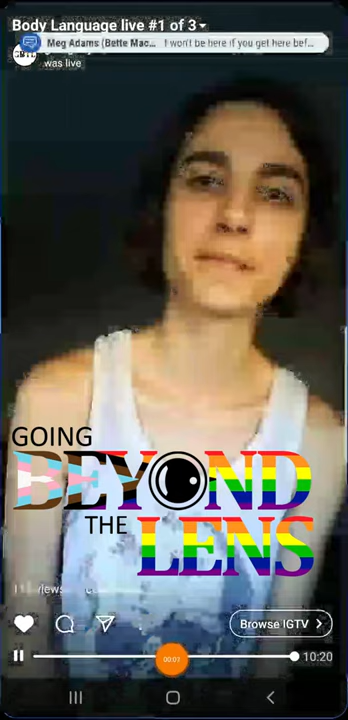 Body Language live #1 of 3
Meg Adams (Bette Mac... I won't be here if you get here bef...
was live
GOING
BEYOND
THE
LENS
Browse IGTV
00:07
10:20